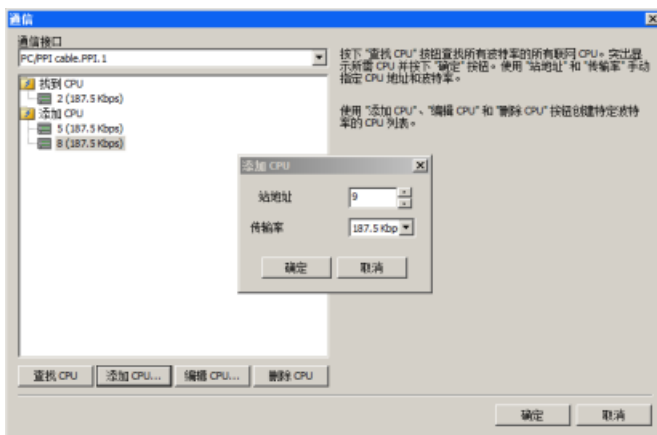 通信
通信接口
PC/PPI cable.PPI.1
找到 CPU
2 (187.5 Kbps)
添加 CPU
5 (187.5 Kbps)
8 (187.5 Kbps)
按下 "查找 CPU" 按钮查找所有波特率的所有联网 CPU。突出显
示所需 CPU 并按下 "确定" 按钮。使用 "站地址" 和 "传输率" 手动
指定 CPU 地址和波特率。
使用 "添加 CPU"、"编辑 CPU" 和 "删除 CPU" 按钮创建特定波特
率的 CPU 列表。
添加 CPU
站地址
9
传输率
187.5 Kbp
确定
取消
查找 CPU
添加 CPU...
编辑 CPU...
删除 CPU
确定
取消